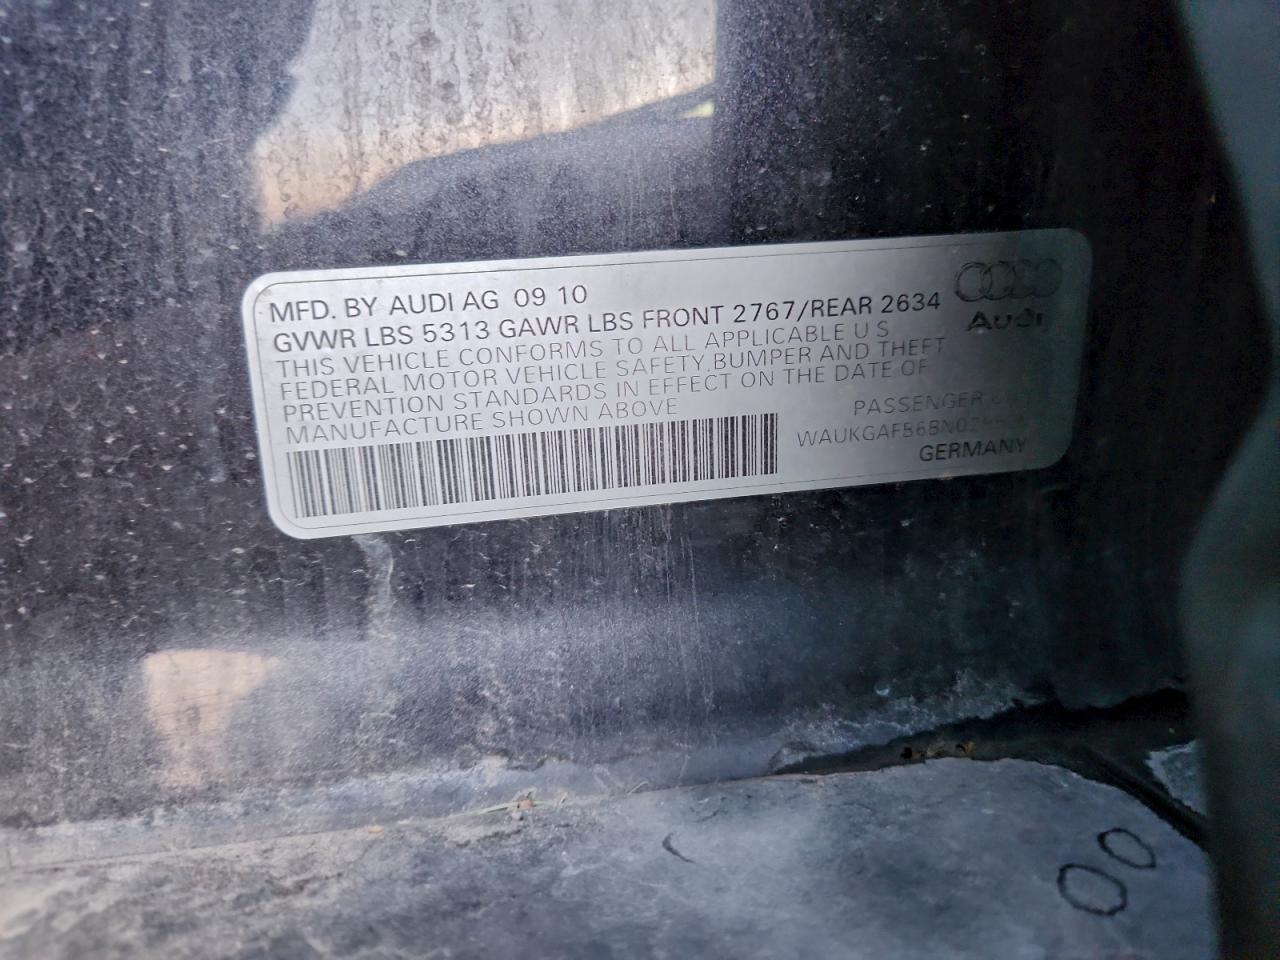 MFD. BY AUDI AG 09 10
GVWR LBS 5313 GAWR LBS FRONT 2767/REAR 2634
Audi
THIS VEHICLE CONFORMS TO ALL APPLICABLE U S
FEDERAL MOTOR VEHICLE SAFETY, BUMPER AND THEFT
PREVENTION STANDARDS IN EFFECT ON THE DATE OF
MANUFACTURE SHOWN ABOVE
PASSENGER
GERMANY